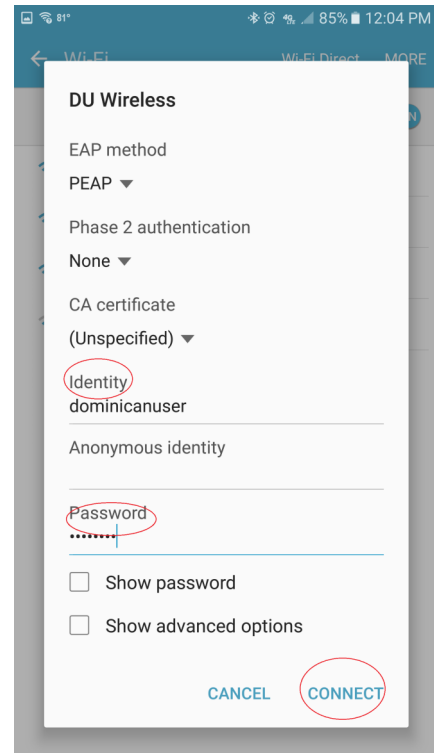 81° 4G 85% 12:04 PM
Wi-Fi Wi-Fi Direct MORE
DU Wireless
EAP method
PEAP
Phase 2 authentication
None
CA certificate
(Unspecified)
Identity
dominicanuser
Anonymous identity
Password
••••••••
Show password
Show advanced options
CANCEL CONNECT